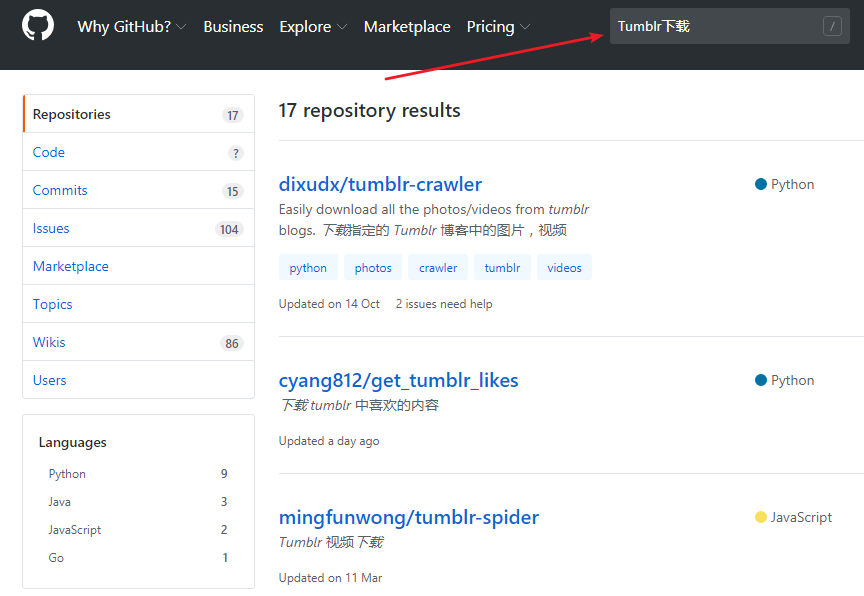 Why GitHub? Business Explore Marketplace Pricing Tumblr下载 /
Repositories 17
Code ?
Commits 15
Issues 104
Marketplace
Topics
Wikis 86
Users
Languages
Python 9
Java 3
JavaScript 2
Go 1
17 repository results
dixudx/tumblr-crawler Python
Easily download all the photos/videos from tumblr
blogs. 下载指定的 Tumblr 博客中的图片，视频
python photos crawler tumblr videos
Updated on 14 Oct 2 issues need help
cyang812/get_tumblr_likes Python
下载 tumblr 中喜欢的内容
Updated a day ago
mingfunwong/tumblr-spider JavaScript
Tumblr 视频下载
Updated on 11 Mar